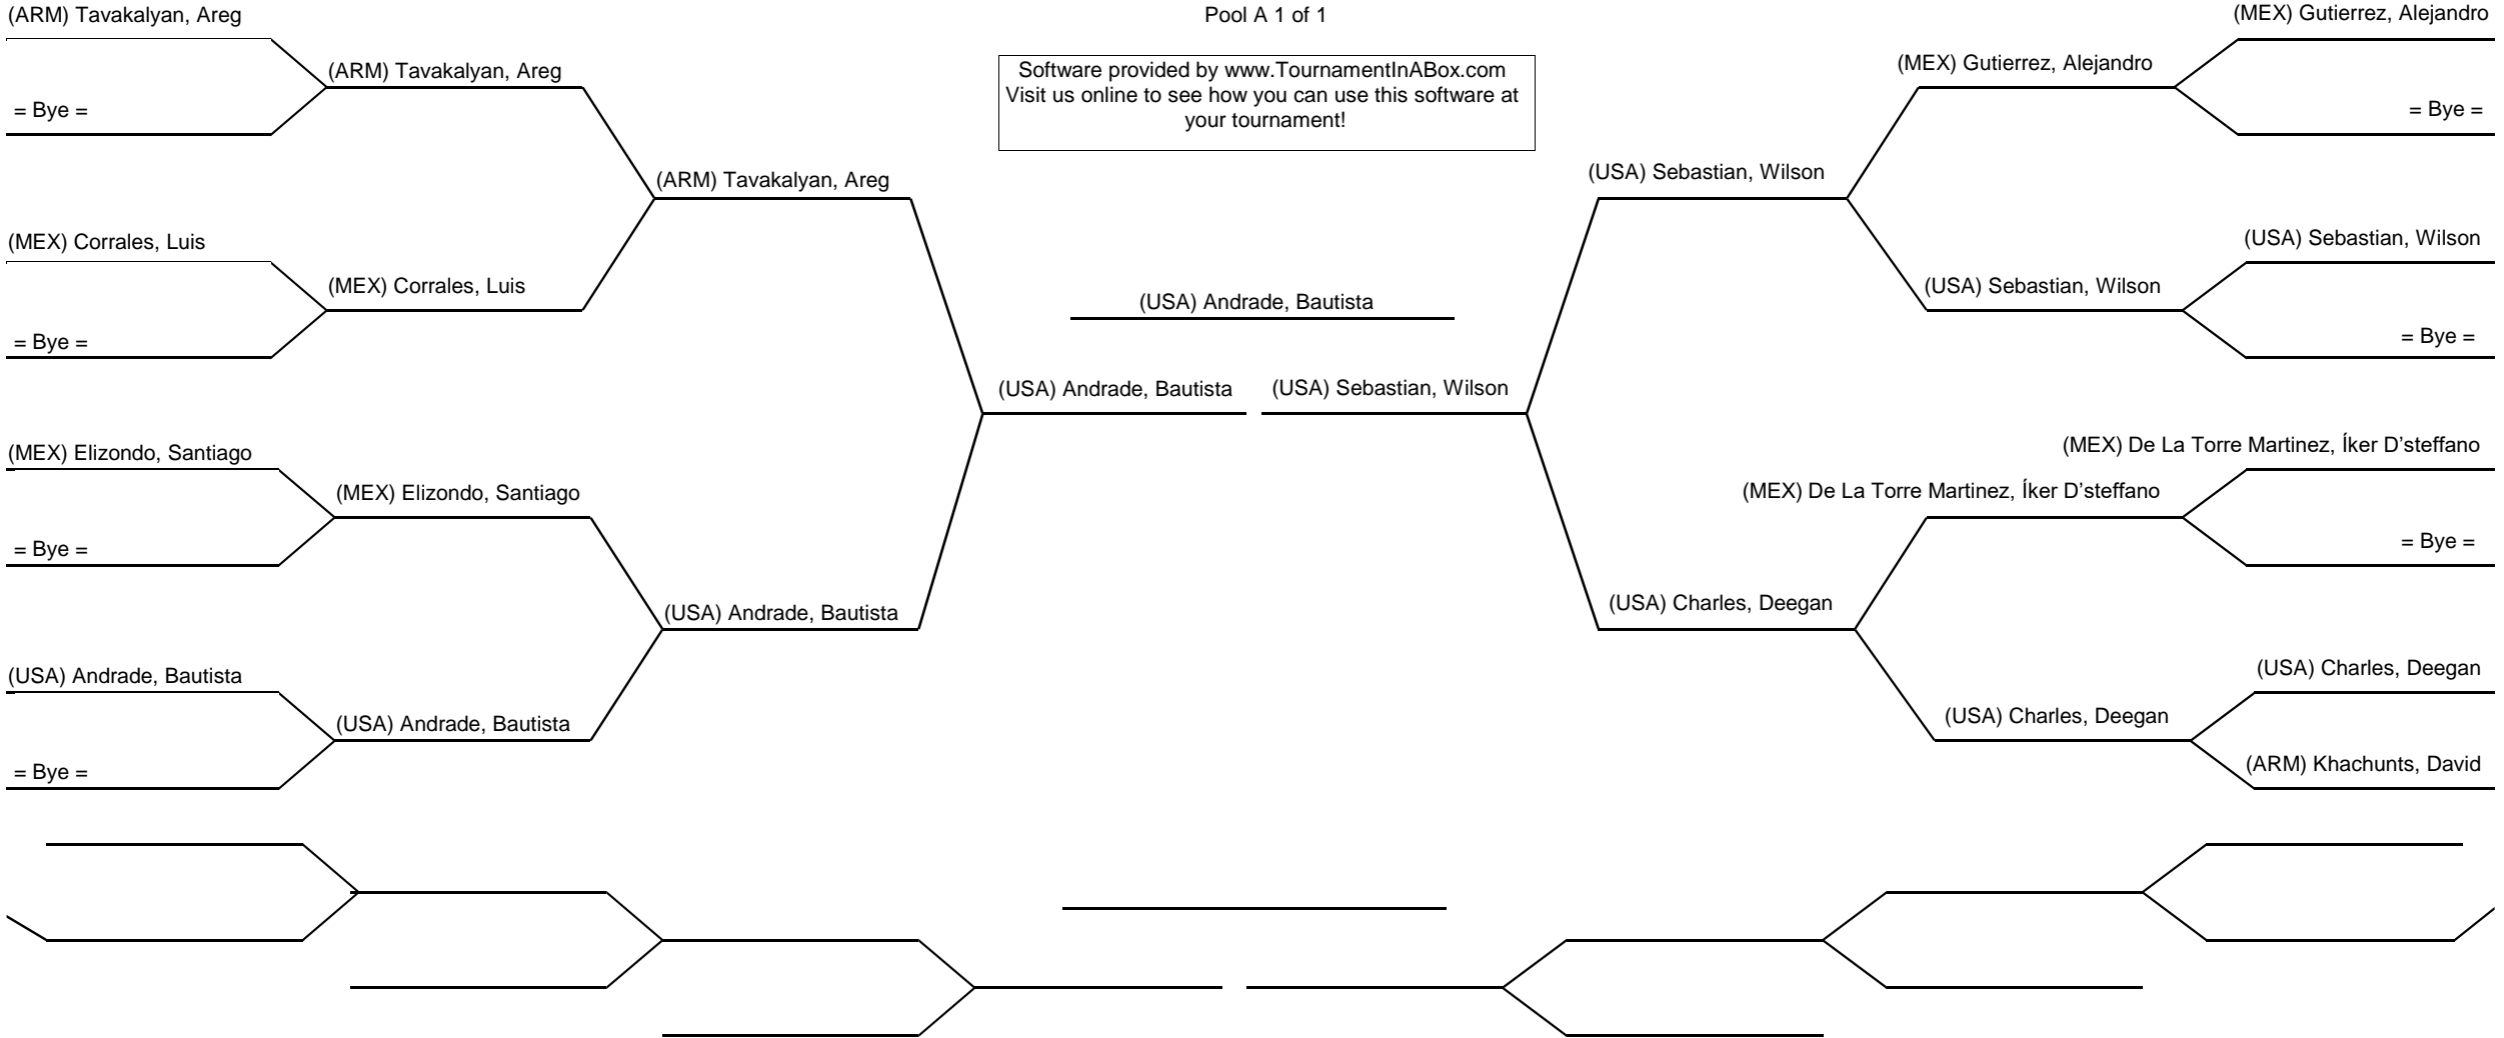 (ARM) Tavakalyan, Areg
= Bye =
(MEX) Corrales, Luis
= Bye =
(MEX) Elizondo, Santiago
= Bye =
(USA) Andrade, Bautista
= Bye =
(ARM) Tavakalyan, Areg
(MEX) Corrales, Luis
(MEX) Elizondo, Santiago
(USA) Andrade, Bautista
(ARM) Tavakalyan, Areg
(USA) Andrade, Bautista
Pool A 1 of 1
Software provided by www.TournamentInABox.com
Visit us online to see how you can use this software at
your tournament!
(USA) Andrade, Bautista
(USA) Andrade, Bautista
(USA) Sebastian, Wilson
(USA) Sebastian, Wilson
(USA) Charles, Deegan
(MEX) Gutierrez, Alejandro
(USA) Sebastian, Wilson
(MEX) De La Torre Martinez, Íker D'steffano
(USA) Charles, Deegan
(MEX) Gutierrez, Alejandro
= Bye =
(USA) Sebastian, Wilson
= Bye =
(MEX) De La Torre Martinez, Íker D'steffano
= Bye =
(USA) Charles, Deegan
(ARM) Khachunts, David